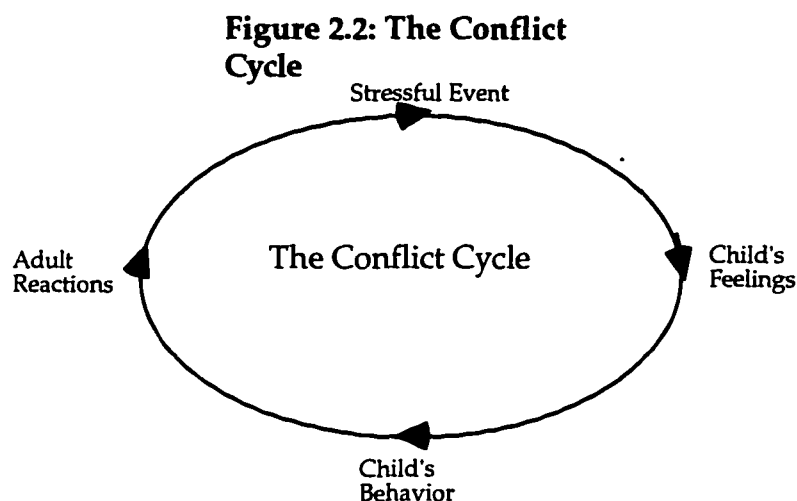 Figure 2.2: The Conflict
Cycle
Stressful Event
Adult
Reactions
The Conflict Cycle
Child's
Feelings
Child's
Behavior